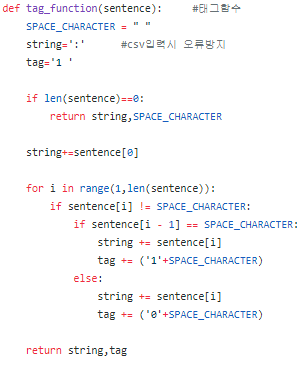 def tag_function(sentence):     #태그함수
    SPACE_CHARACTER = " "
    string=':'      #csv입력시 오류방지
    tag='1 '

    if len(sentence)==0:
        return string,SPACE_CHARACTER

    string+=sentence[0]

    for i in range(1,len(sentence)):
        if sentence[i] != SPACE_CHARACTER:
            if sentence[i - 1] == SPACE_CHARACTER:
                string += sentence[i]
                tag += ('1'+SPACE_CHARACTER)
            else:
                string += sentence[i]
                tag += ('0'+SPACE_CHARACTER)

    return string,tag